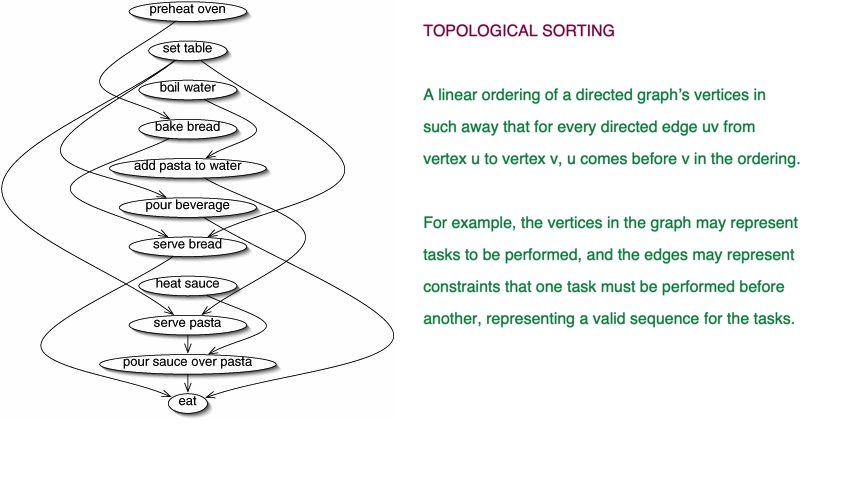 preheat oven
set table
boil water
bake bread
add pasta to water
pour beverage
serve bread
heat sauce
serve pasta
pour sauce over pasta
eat
TOPOLOGICAL SORTING
A linear ordering of a directed graph's vertices in
such away that for every directed edge uv from
vertex u to vertex v, u comes before v in the ordering.
For example, the vertices in the graph may represent
tasks to be performed, and the edges may represent
constraints that one task must be performed before
another, representing a valid sequence for the tasks.